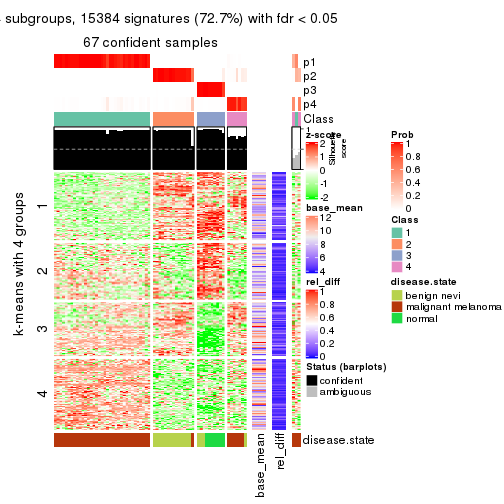 subgroups, 15384 signatures (72.7%) with fdr < 0.05
67 confident samples
p1
p2
p3
p4
Class
1
Silhouette
score
z-score
2
1
0
-1
-2
base_mean
12
10
8
6
4
rel_diff
1
0.8
0.6
0.4
0.2
0
Status (barplots)
confident
ambiguous
Prob
1
0.8
0.6
0.4
0.2
0
Class
1
2
3
4
disease.state
benign nevi
malignant melanoma
normal
k-means with 4 groups
1
2
3
4
base_mean
rel_diff
disease.state